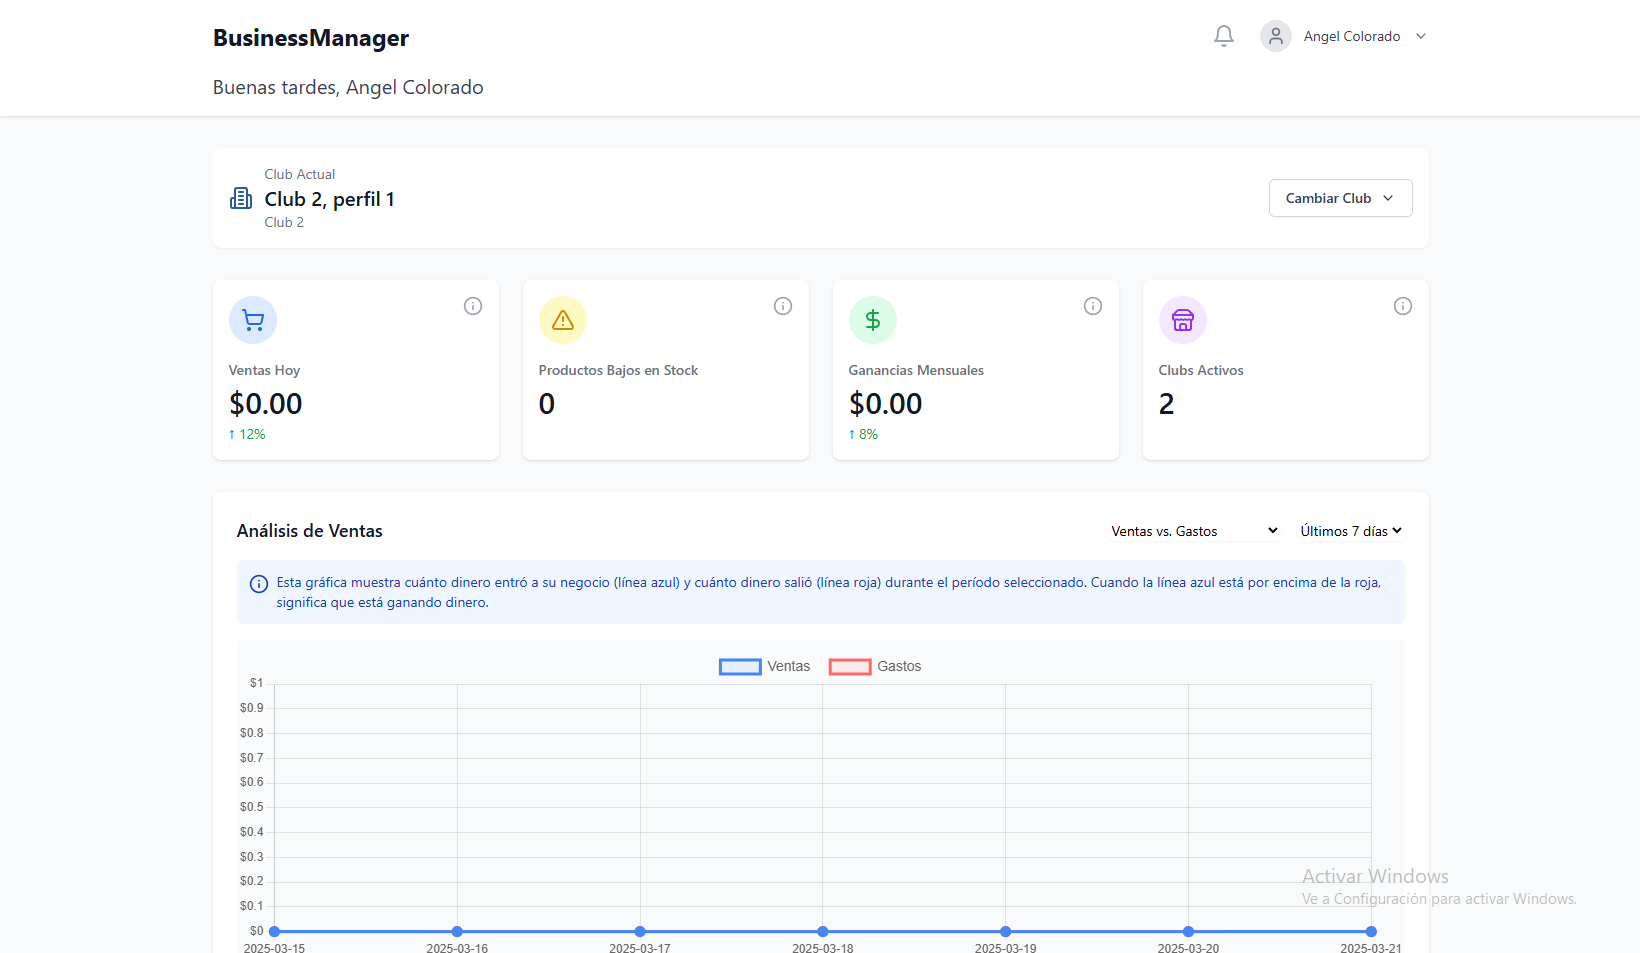 BusinessManager
Angel Colorado
Buenas tardes, Angel Colorado
Club Actual
Club 2, perfil 1
Club 2
Cambiar Club
Ventas Hoy
$0.00
↑ 12%
Productos Bajos en Stock
0
Ganancias Mensuales
$0.00
↑ 8%
Clubs Activos
2
Análisis de Ventas
Ventas vs. Gastos
Últimos 7 días
Esta gráfica muestra cuánto dinero entró a su negocio (línea azul) y cuánto dinero salió (línea roja) durante el período seleccionado. Cuando la línea azul está por encima de la roja,
significa que está ganando dinero.
Ventas
Gastos
$1
$0.9
$0.8
$0.7
$0.6
$0.5
$0.4
$0.3
$0.2
$0.1
$0
2025-03-15
2025-03-16
2025-03-17
2025-03-18
2025-03-19
2025-03-20
2025-03-21
Activar Windows
Ve a Configuración para activar Windows.